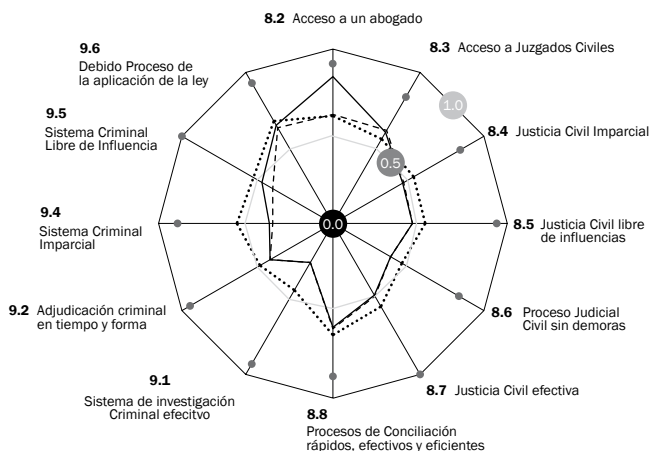 8.2 Acceso a un abogado
8.3 Acceso a Juzgados Civiles
1.0
8.4 Justicia Civil Imparcial
0.5
8.5 Justicia Civil libre
de influencias
0.0
8.6 Proceso Judicial
Civil sin demoras
8.7 Justicia Civil efectiva
8.8
Procesos de Conciliación
rápidos, efectivos y eficientes
9.1
Sistema de investigación
Criminal efecitvo
9.2 Adjudicación criminal
en tiempo y forma
9.4
Sistema Criminal
Imparcial
9.5
Sistema Criminal
Libre de Influencia
9.6
Debido Proceso de
la aplicación de la ley